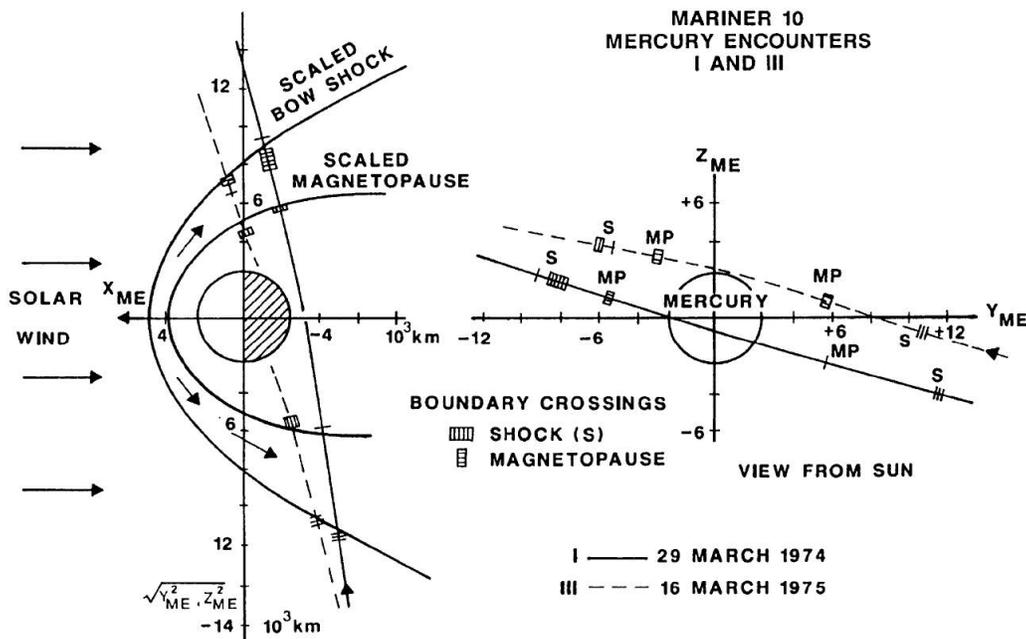 MARINER 10
MERCURY ENCOUNTERS
I AND III
SCALED
BOW SHOCK
12
SCALED
MAGNETOPAUSE
6
X_ME
SOLAR
WIND
4
-4
10³km
6
12
√Y²_ME, Z²_ME
-14
10³km
Z_ME
+6
S
MP
S
MP
MP
MERCURY
Y_ME
-12
-6
+6
S
+12
MP
S
-6
BOUNDARY CROSSINGS
SHOCK (S)
MAGNETOPAUSE
VIEW FROM SUN
I 29 MARCH 1974
III 16 MARCH 1975